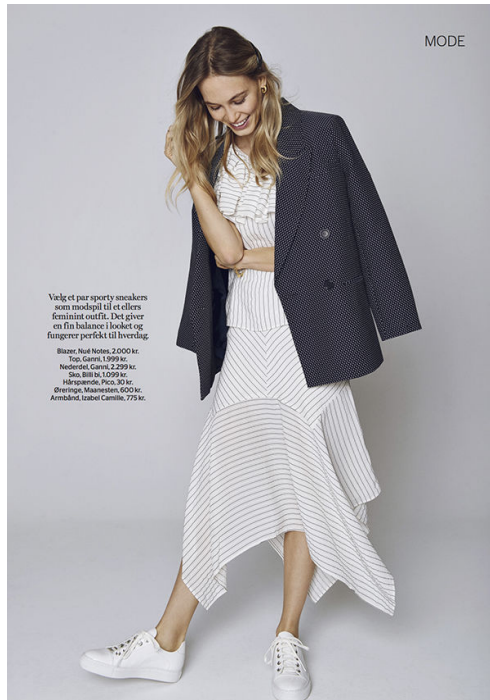 MODE
Vælg et par sporty sneakers
som modspil til et ellers
feminint outfit. Det giver
en fin balance i looket og
fungerer perfekt til hverdag.
Blazer, Nué Notes, 2.000 kr.
Top, Ganni, 1.999 kr.
Nederdel, Ganni, 2.299 kr.
Sko, Billi bi, 1.099 kr.
Hårspænde, Pico, 30 kr.
Øreringe, Maanesten, 600 kr.
Armbånd, Izabel Camille, 775 kr.